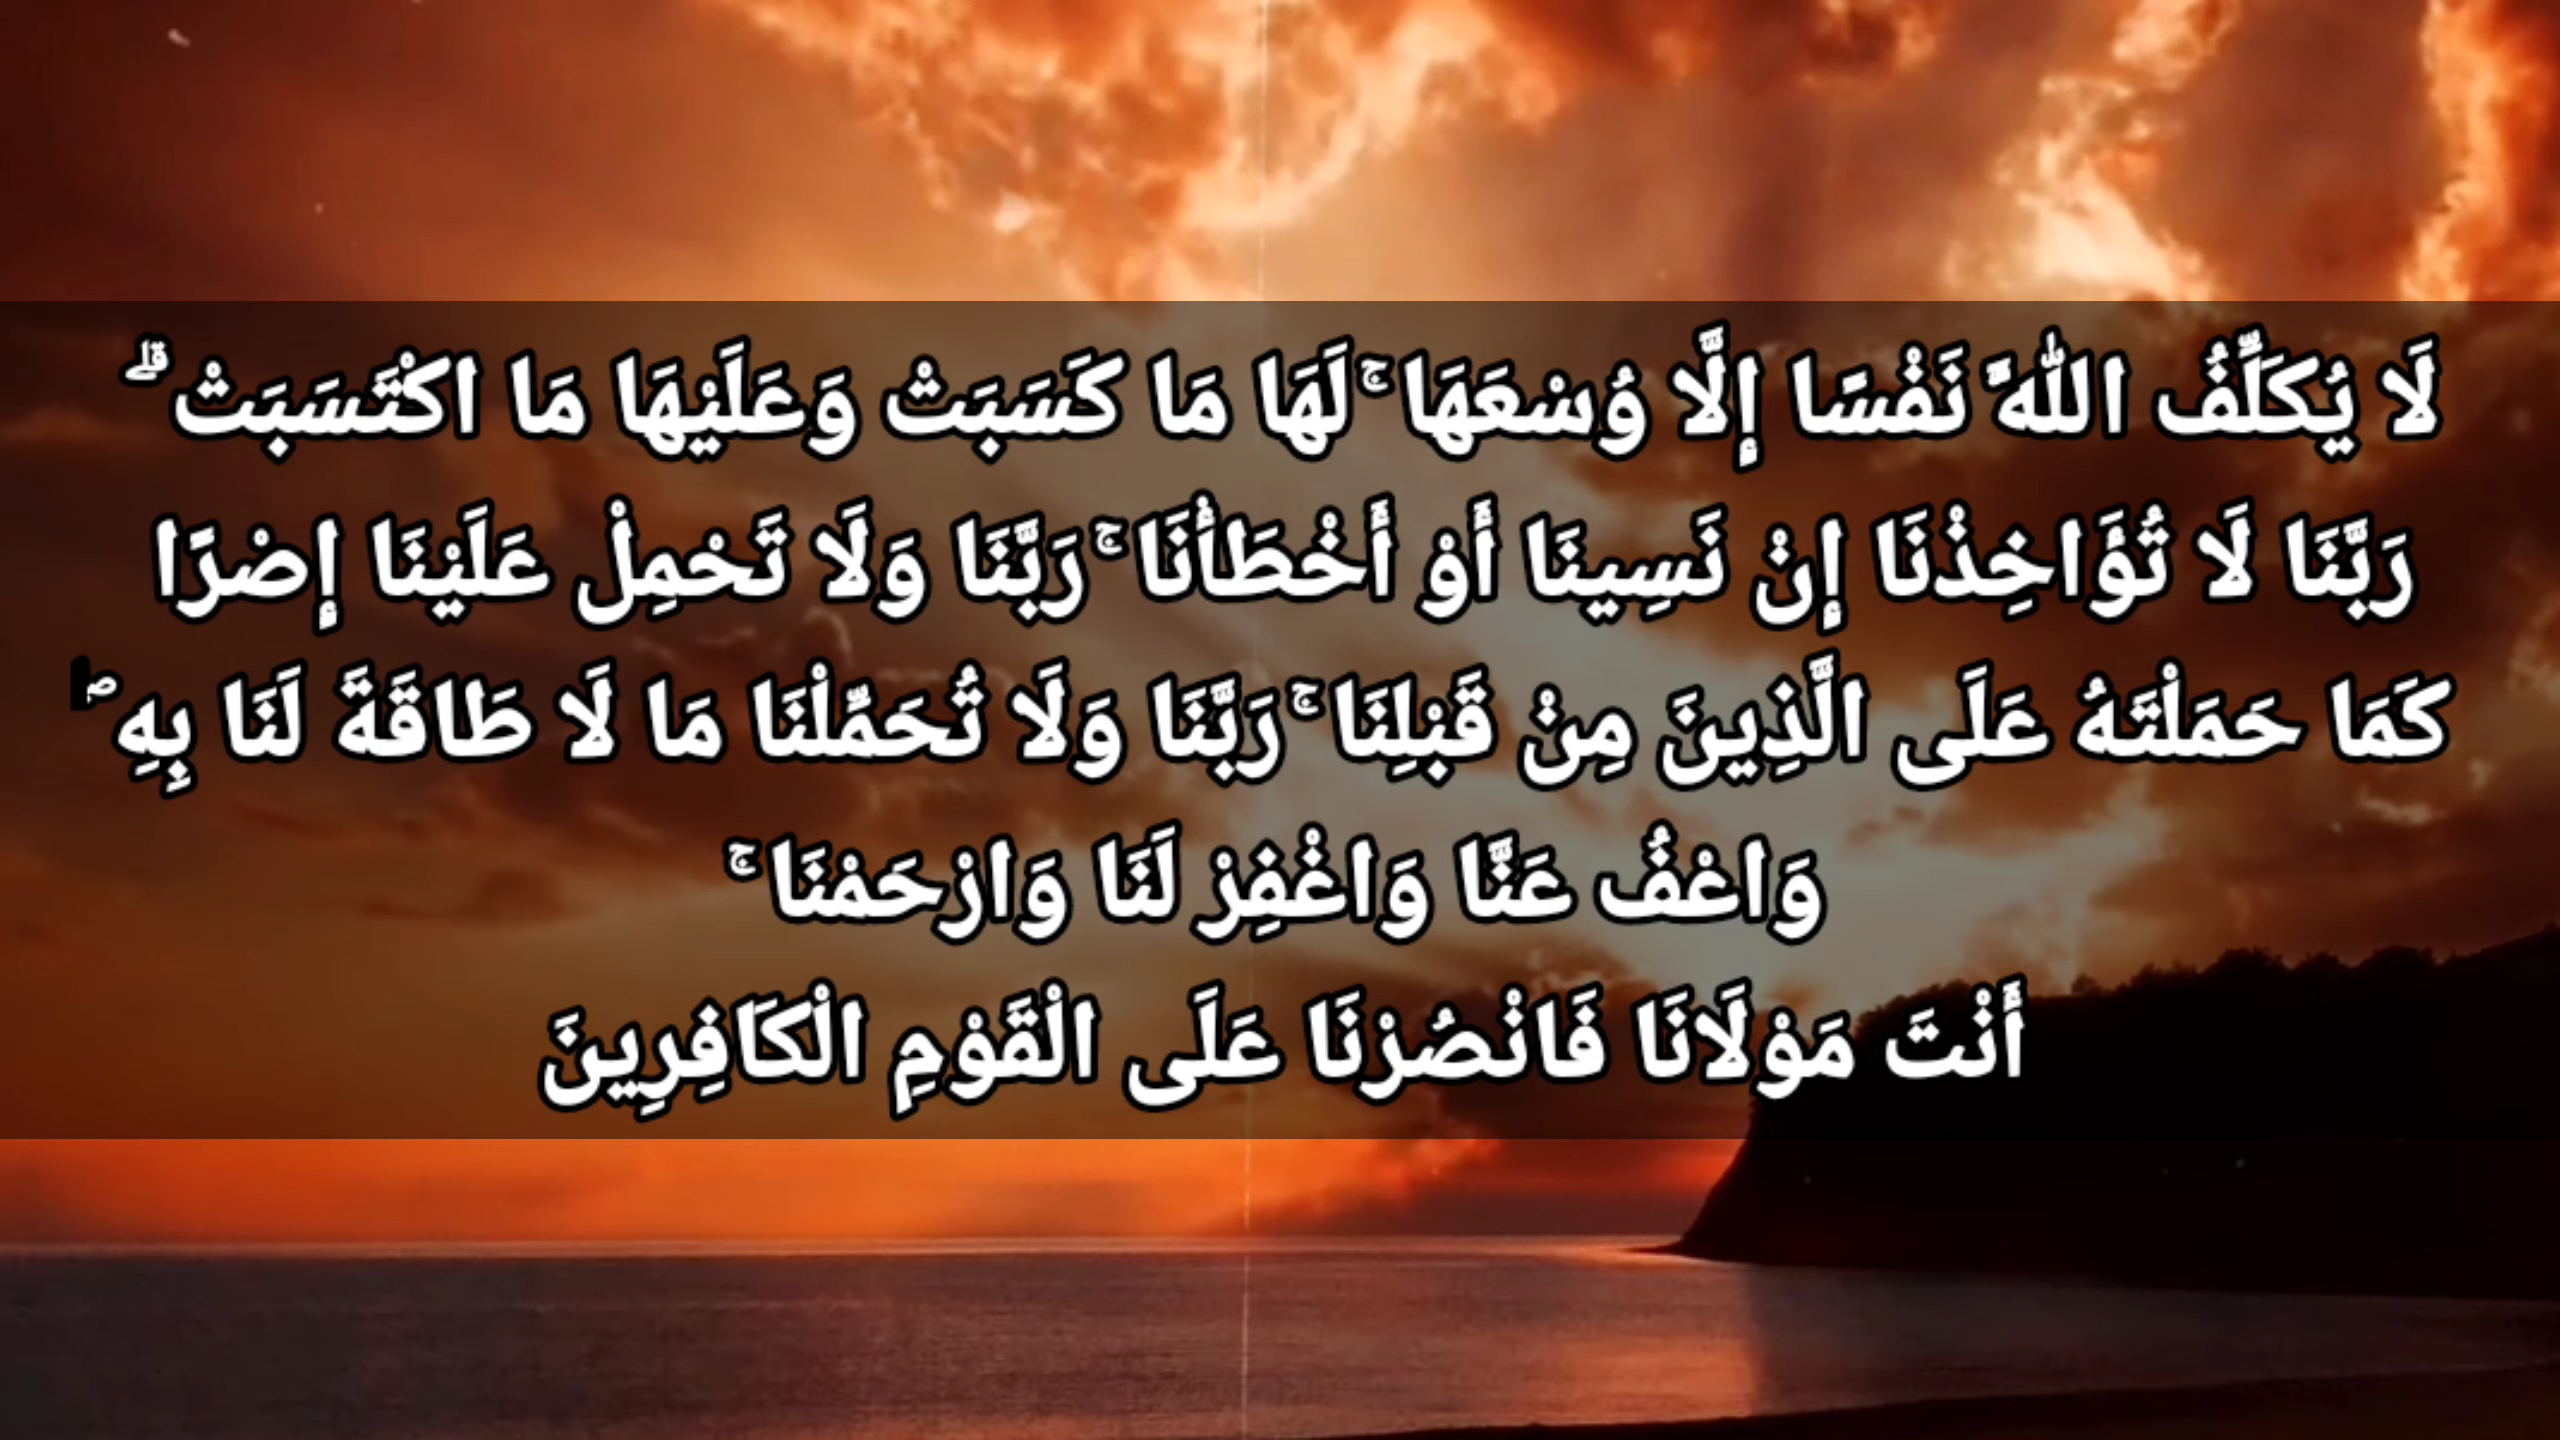 لَا يُكَلِّفُ اللَّهُ نَفْسًا إِلَّا وُسْعَهَا ۚ لَهَا مَا كَسَبَتْ وَعَلَيْهَا مَا اكْتَسَبَتْ ۗ
رَبَّنَا لَا تُؤَاخِذْنَا إِنْ نَسِينَا أَوْ أَخْطَأْنَا ۚ رَبَّنَا وَلَا تَحْمِلْ عَلَيْنَا إِصْرًا
كَمَا حَمَلْتَهُ عَلَى الَّذِينَ مِنْ قَبْلِنَا ۚ رَبَّنَا وَلَا تُحَمِّلْنَا مَا لَا طَاقَةَ لَنَا بِهِ ۖ
وَاعْفُ عَنَّا وَاغْفِرْ لَنَا وَارْحَمْنَا ۚ
أَنْتَ مَوْلَانَا فَانْصُرْنَا عَلَى الْقَوْمِ الْكَافِرِينَ